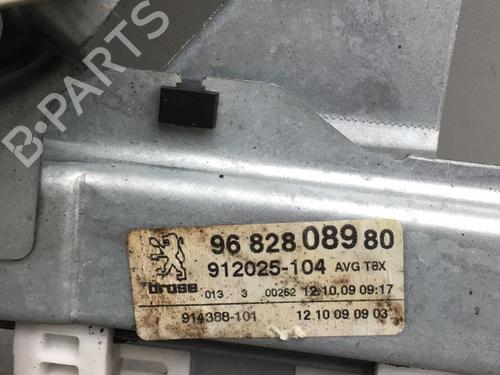 B-PARTS
96 828 089 80
912025-104 AVG T8X
brose
013 3 00262 12.10.09 09:17
914388-101 12 10 09 09 03